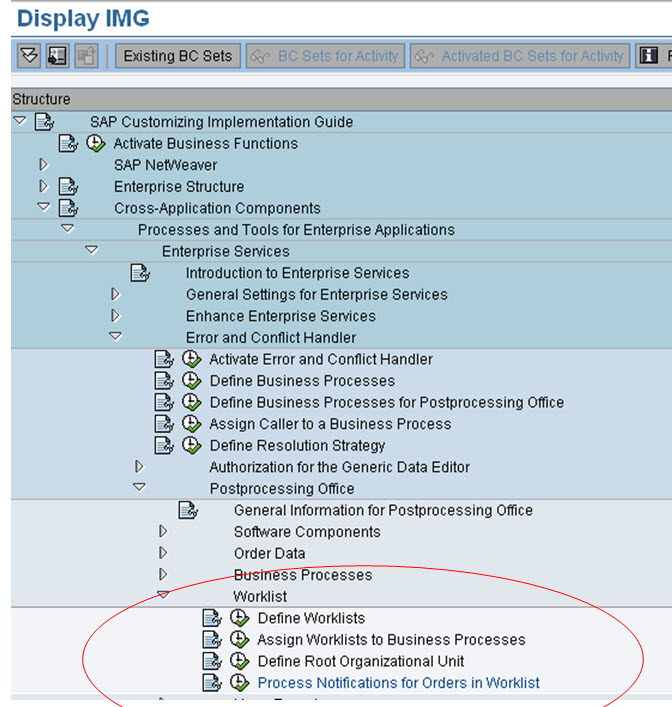 Display IMG
Existing BC Sets BC Sets for Activity Activated BC Sets for Activity
Structure
SAP Customizing Implementation Guide
Activate Business Functions
SAP NetWeaver
Enterprise Structure
Cross-Application Components
Processes and Tools for Enterprise Applications
Enterprise Services
Introduction to Enterprise Services
General Settings for Enterprise Services
Enhance Enterprise Services
Error and Conflict Handler
Activate Error and Conflict Handler
Define Business Processes
Define Business Processes for Postprocessing Office
Assign Caller to a Business Process
Define Resolution Strategy
Authorization for the Generic Data Editor
Postprocessing Office
General Information for Postprocessing Office
Software Components
Order Data
Business Processes
Worklist
Define Worklists
Assign Worklists to Business Processes
Define Root Organizational Unit
Process Notifications for Orders in Worklist